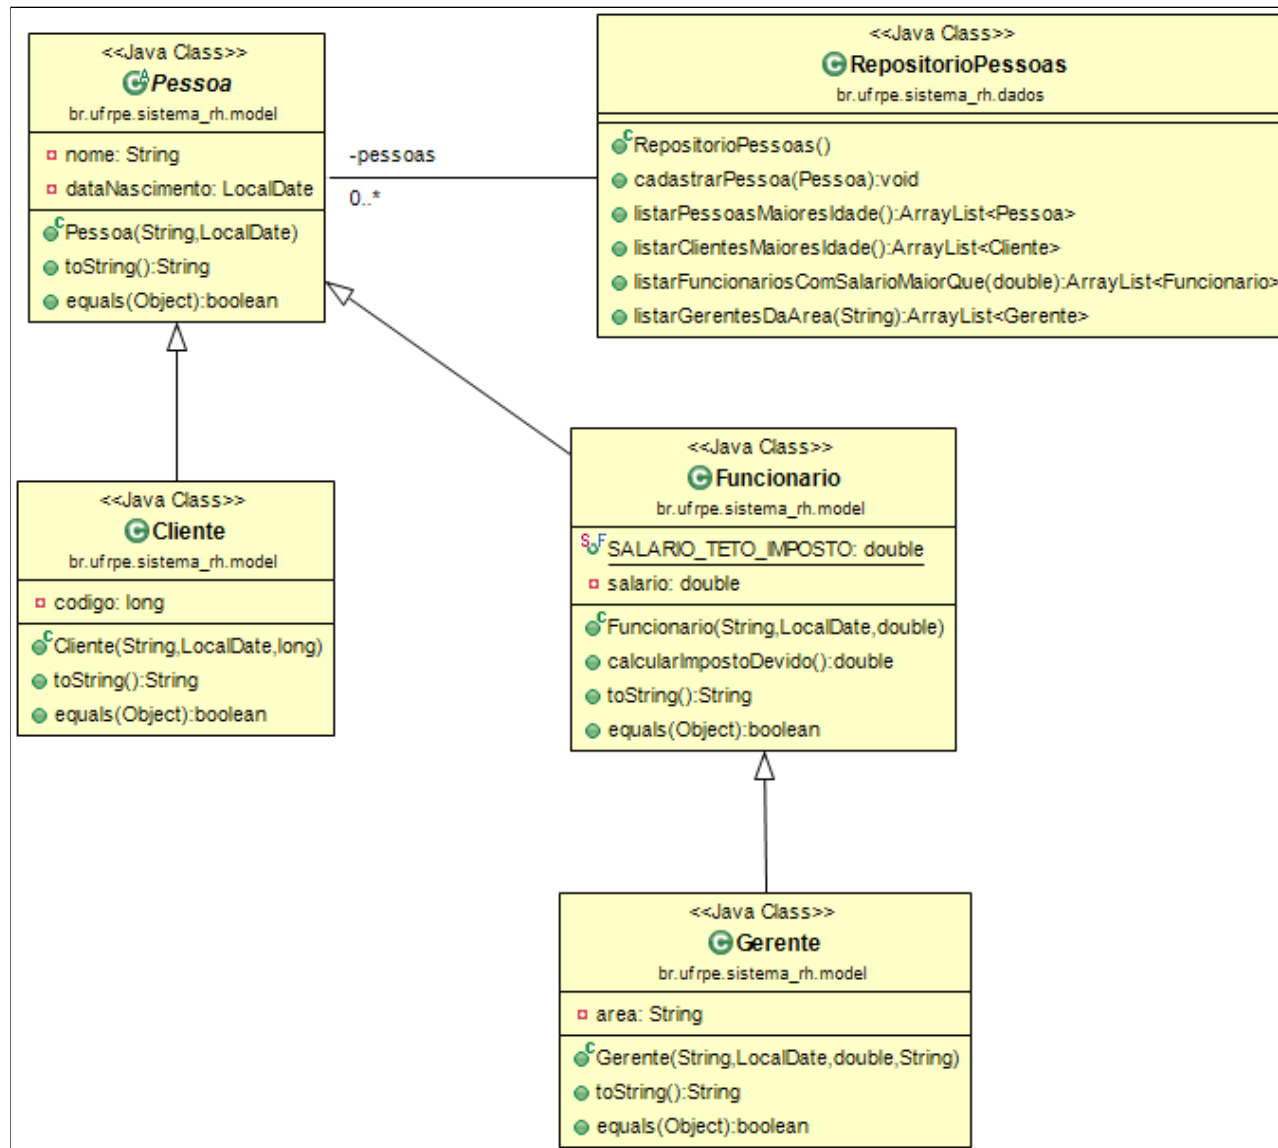 <<Java Class>>
Pessoa
br.ufrpe.sistema_rh.model
nome: String
dataNascimento: LocalDate
Pessoa(String,LocalDate)
toString():String
equals(Object):boolean
-pessoas
0..*
<<Java Class>>
RepositorioPessoas
br.ufrpe.sistema_rh.dados
RepositorioPessoas()
cadastrarPessoa(Pessoa):void
listarPessoasMaioresIdade():ArrayList<Pessoa>
listarClientesMaioresIdade():ArrayList<Cliente>
listarFuncionariosComSalarioMaiorQue(double):ArrayList<Funcionario>
listarGerentesDaArea(String):ArrayList<Gerente>
<<Java Class>>
Cliente
br.ufrpe.sistema_rh.model
codigo: long
Cliente(String,LocalDate,long)
toString():String
equals(Object):boolean
<<Java Class>>
Funcionario
br.ufrpe.sistema_rh.model
SALARIO_TETO_IMPOSTO: double
salario: double
Funcionario(String,LocalDate,double)
calcularImpostoDevido():double
toString():String
equals(Object):boolean
<<Java Class>>
Gerente
br.ufrpe.sistema_rh.model
area: String
Gerente(String,LocalDate,double,String)
toString():String
equals(Object):boolean